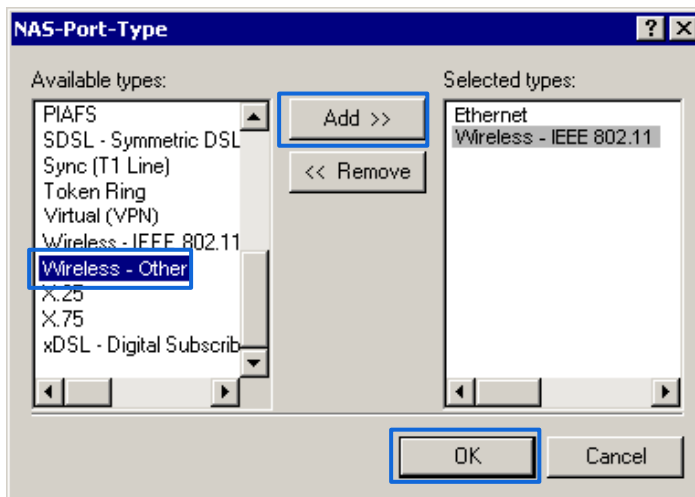 NAS-Port-Type
Available types:
PIAFS
SDSL - Symmetric DSL
Sync (T1 Line)
Token Ring
Virtual (VPN)
Wireless - IEEE 802.11
Wireless - Other
X.25
X.75
xDSL - Digital Subscrib
Add >>
<< Remove
Selected types:
Ethernet
Wireless - IEEE 802.11
OK
Cancel